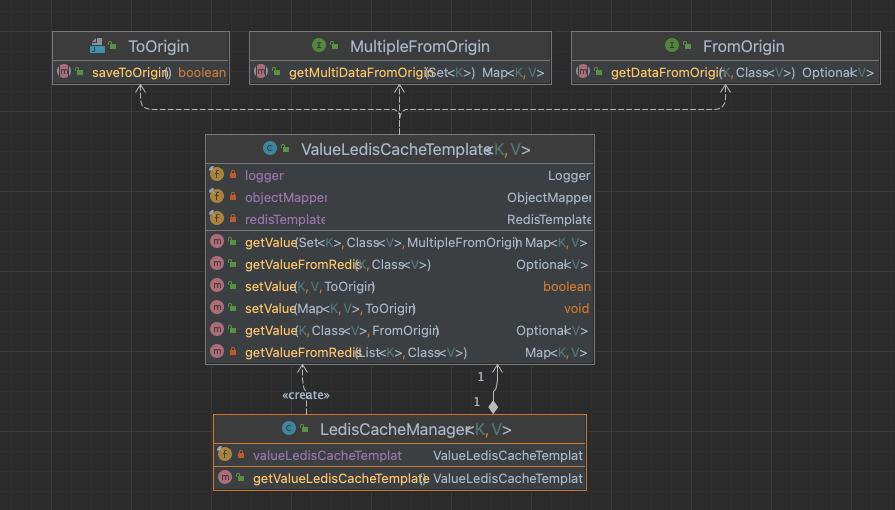 ToOrigin
saveToOrigin() boolean
MultipleFromOrigin
getMultiDataFromOrigin(Set<K>) Map<K, V>
FromOrigin
getDataFromOrigin(K, Class<V>) Optional<V>
ValueLedisCacheTemplate<K, V>
logger Logger
objectMapper ObjectMapper
redisTemplate RedisTemplate
getValue(Set<K>, Class<V>, MultipleFromOrigin) Map<K, V>
getValueFromRedis(K, Class<V>) Optional<V>
setValue(K, V, ToOrigin) boolean
setValue(Map<K, V>, ToOrigin) void
getValue(K, Class<V>, FromOrigin) Optional<V>
getValueFromRedis(List<K>, Class<V>) Map<K, V>
1
«create»
1
LedisCacheManager<K, V>
valueLedisCacheTemplat ValueLedisCacheTemplat
getValueLedisCacheTemplate() ValueLedisCacheTemplat